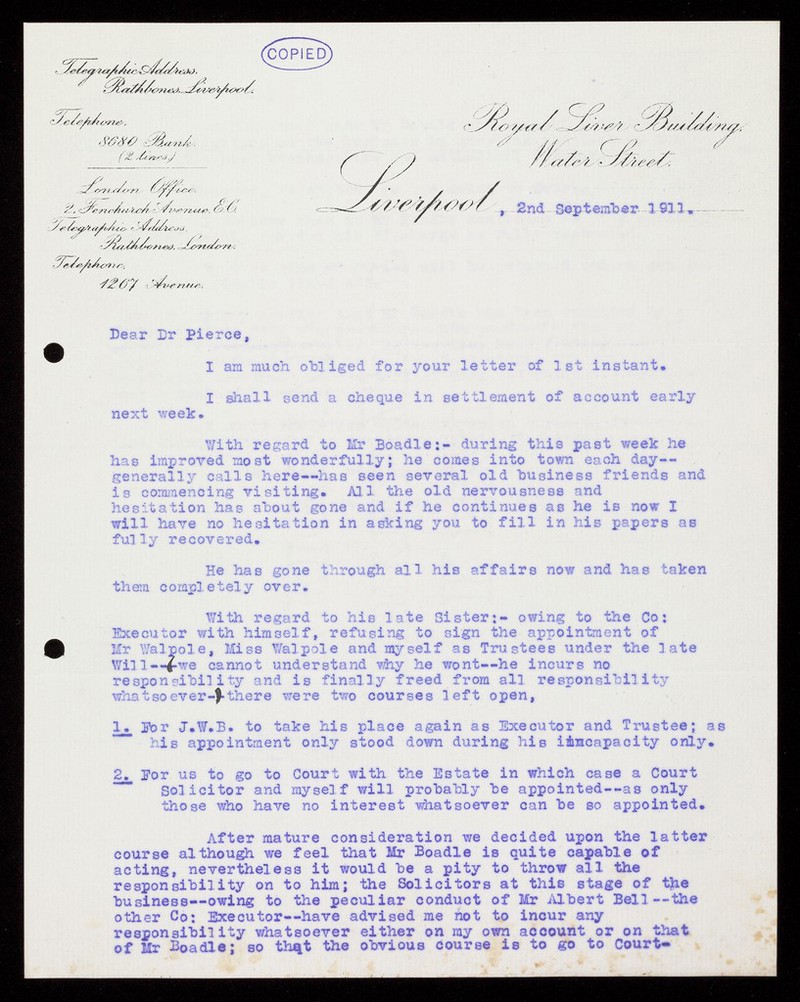 COPIED
Telegraphic Address.
Rathbones. Liverpool.
Telephone.
8680 Bank.
(2 lines)
London Office
2, Fenchurch Avenue, E.C.
Telegraphic Address.
Rathbones. London.
Telephone.
1267 Avenue.
Royal Liver Building.
Water Street.
Liverpool, 2nd September 1911.
Dear Dr Pierce,
I am much obliged for your letter of 1st instant.
I shall send a cheque in settlement of account early
next week.
With regard to Mr Boadle:- during this past week he
has improved most wonderfully; he comes into town each day--
generally calls here--has seen several old business friends and
is commencing visiting. All the old nervousness and
hesitation has about gone and if he continues as he is now I
will have no hesitation in asking you to fill in his papers as
fully recovered.
He has gone through all his affairs now and has taken
them completely over.
With regard to his late Sister:- owing to the Co:
Executor with himself, refusing to sign the appointment of
Mr Walpole, Miss Walpole and myself as Trustees under the late
Will--(we cannot understand why he wont--he incurs no
responsibility and is finally freed from all responsibility
whatsoever-)-there were two courses left open,
1. For J.W.B. to take his place again as Executor and Trustee; as
his appointment only stood down during his incapacity only.
2. For us to go to Court with the Estate in which case a Court
Solicitor and myself will probably be appointed--as only
those who have no interest whatsoever can be so appointed.
After mature consideration we decided upon the latter
course although we feel that Mr Boadle is quite capable of
acting, nevertheless it would be a pity to throw all the
responsibility on to him; the Solicitors at this stage of the
business--owing to the peculiar conduct of Mr Albert Bell--the
other Co: Executor--have advised me not to incur any
responsibility whatsoever either on my own account or on that
of Mr Boadle; so that the obvious course is to go to Court-